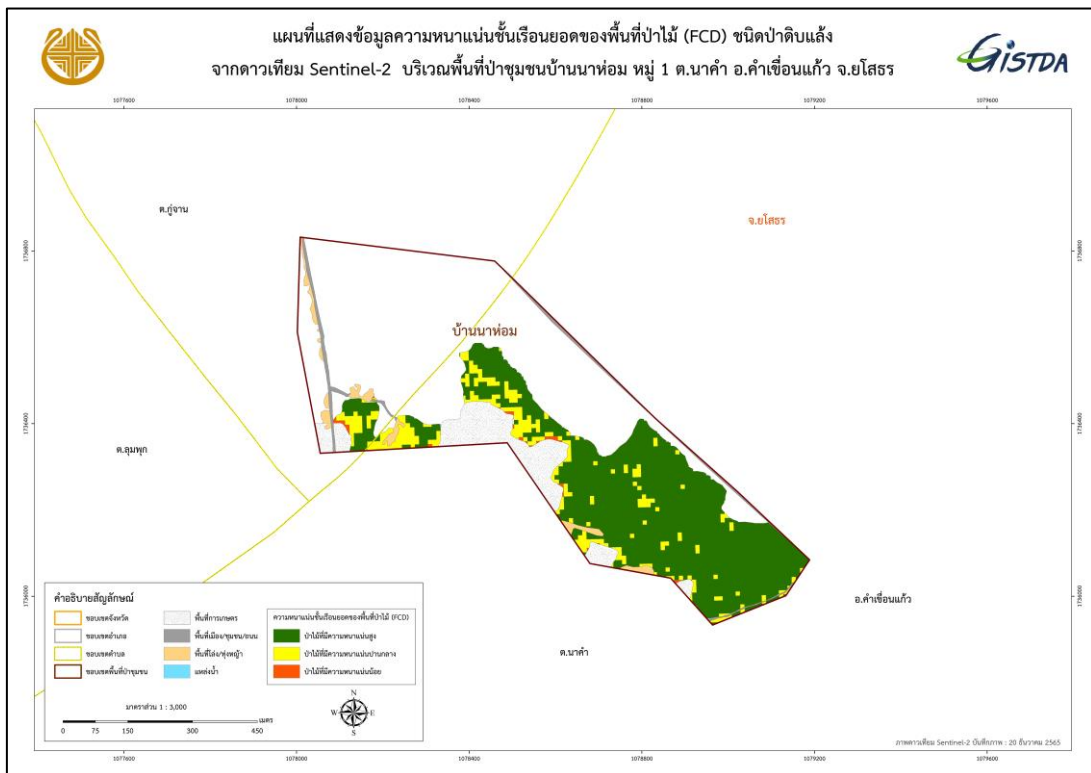 แผนที่แสดงข้อมูลความหนาแน่นชั้นเรือนยอดของพื้นที่ป่าไม้ (FCD) ชนิดป่าดิบแล้ง
จากดาวเทียม Sentinel-2 บริเวณพื้นที่ป่าชุมชนบ้านนาห่อม หมู่ 1 ต.นาคำ อ.คำเขื่อนแก้ว จ.ยโสธร
GISTDA
1077600 1078000 1078400 1078800 1079200 1079600
ต.กู่จาน
จ.ยโสธร
1736800 1736800
บ้านนาห่อม
1736400 1736400
ต.ลุมพุก
1736000 1736000
อ.คำเขื่อนแก้ว
ต.นาคำ
คำอธิบายสัญลักษณ์
ขอบเขตจังหวัด
ขอบเขตอำเภอ
ขอบเขตตำบล
ขอบเขตพื้นที่ป่าชุมชน
พื้นที่การเกษตร
พื้นที่เมือง/ชุมชน/ถนน
พื้นที่โล่ง/ทุ่งหญ้า
แหล่งน้ำ
ความหนาแน่นชั้นเรือนยอดของพื้นที่ป่าไม้ (FCD)
ป่าไม้ที่มีความหนาแน่นสูง
ป่าไม้ที่มีความหนาแน่นปานกลาง
ป่าไม้ที่มีความหนาแน่นน้อย
มาตราส่วน 1 : 3,000
0 75 150 300 450 เมตร
N
W E
S
ภาพดาวเทียม Sentinel-2 บันทึกภาพ : 20 ธันวาคม 2565
1077600 1078000 1078400 1078800 1079200 1079600